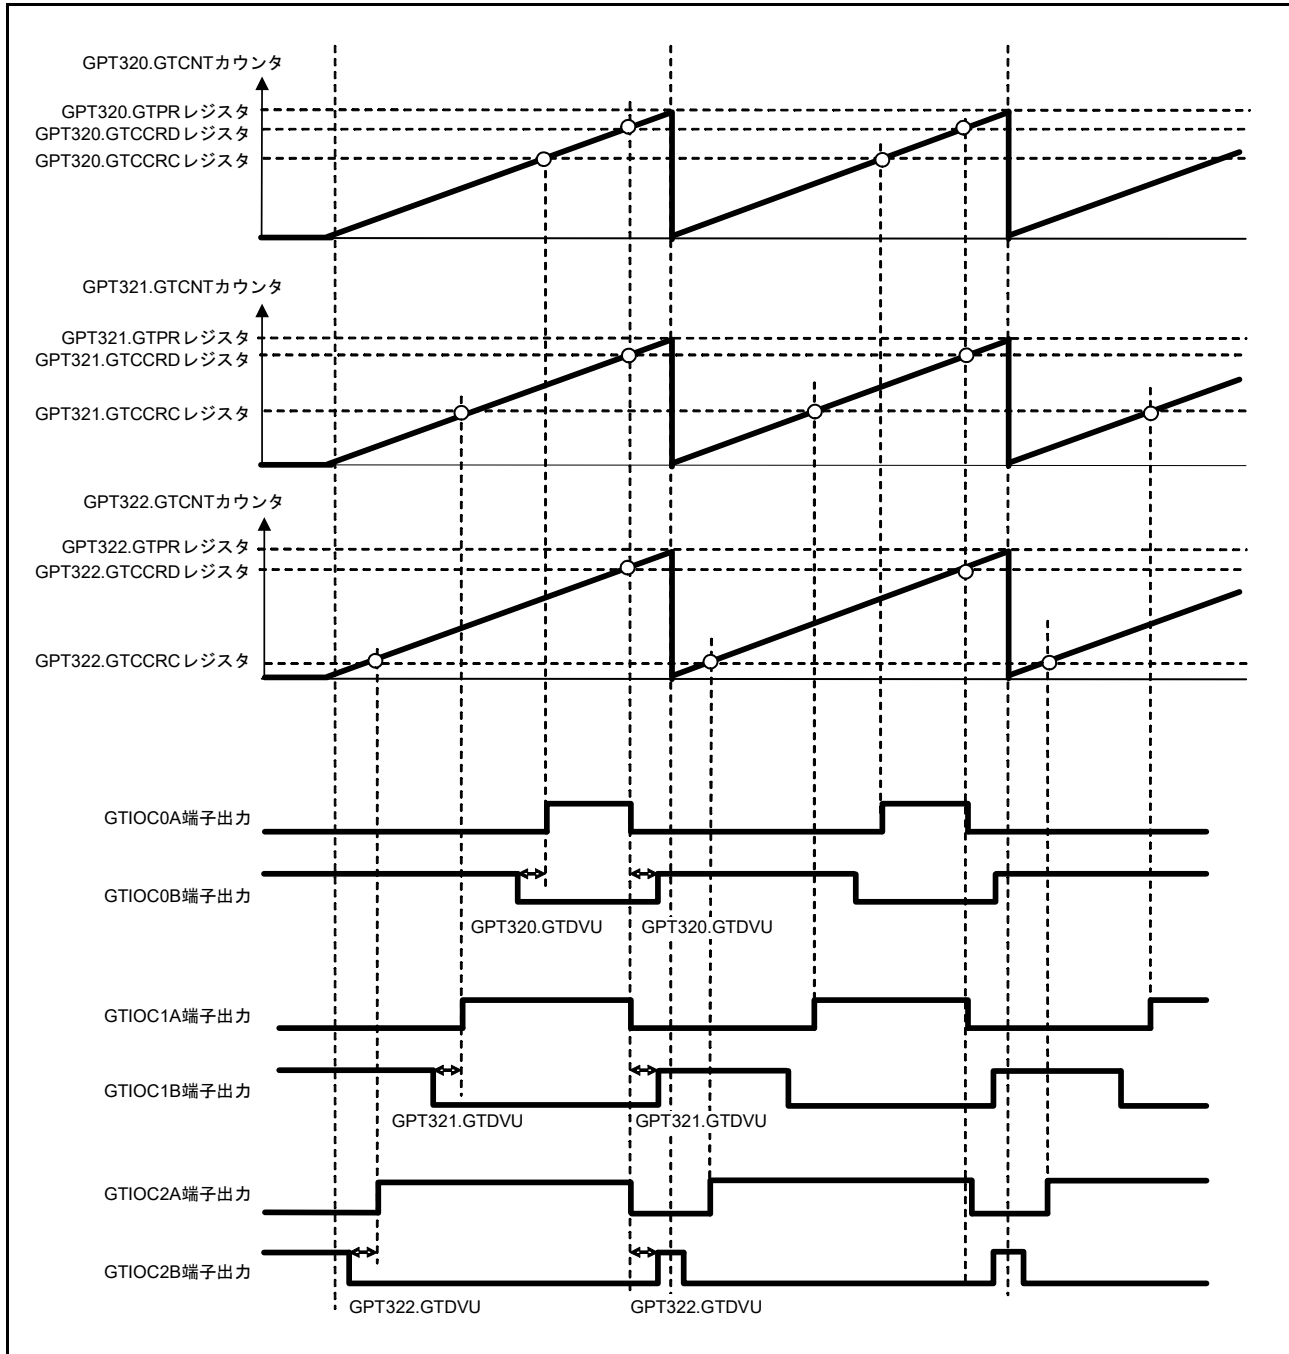 GPT320.GTCNTカウンタ
GPT320.GTPRレジスタ
GPT320.GTCCRDレジスタ
GPT320.GTCCRCレジスタ
GPT321.GTCNTカウンタ
GPT321.GTPRレジスタ
GPT321.GTCCRDレジスタ
GPT321.GTCCRCレジスタ
GPT322.GTCNTカウンタ
GPT322.GTPRレジスタ
GPT322.GTCCRDレジスタ
GPT322.GTCCRCレジスタ
GTIOC0A端子出力
GTIOC0B端子出力
GPT320.GTDVU GPT320.GTDVU
GTIOC1A端子出力
GTIOC1B端子出力
GPT321.GTDVU GPT321.GTDVU
GTIOC2A端子出力
GTIOC2B端子出力
GPT322.GTDVU GPT322.GTDVU